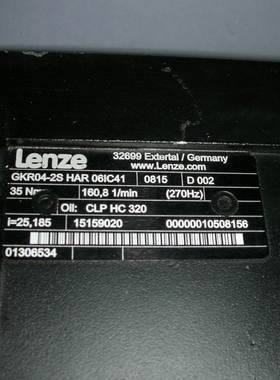 Lenze 32699 Extertal / Germany
www.Lenze.com
GKR04-2S HAR 06IC41 0815 D 002
35 Nm 160,8 1/min (270Hz)
Oil: CLP HC 320
i=25,185 15159020 00000010508156
01306534